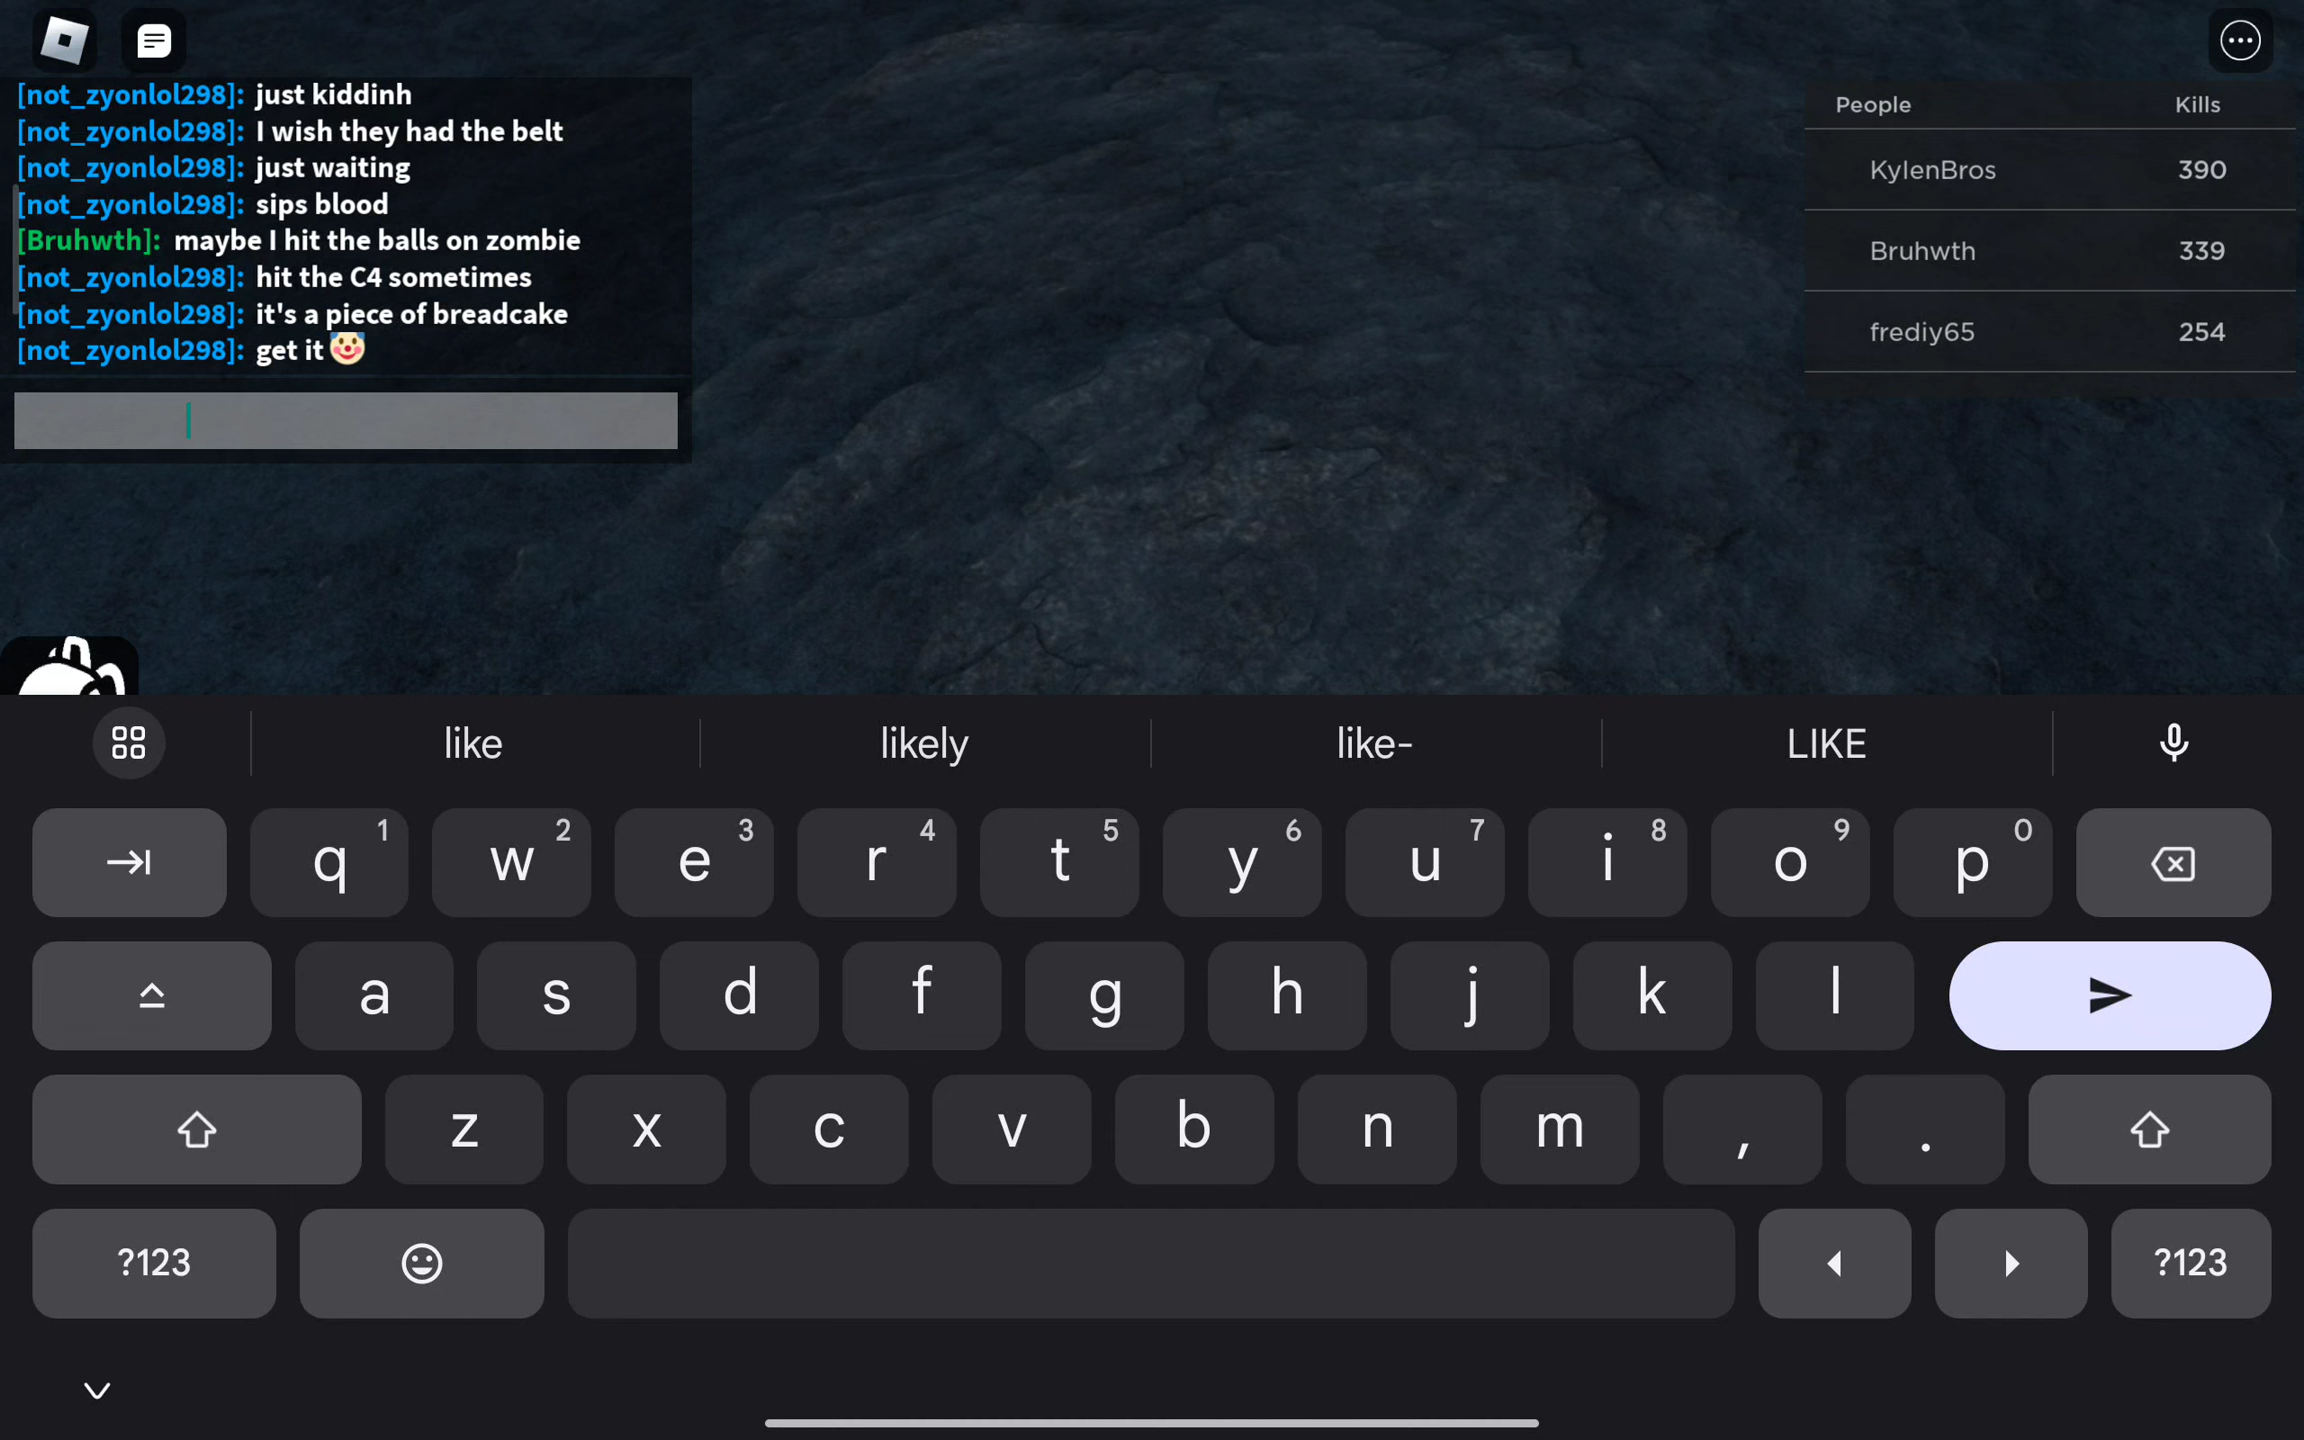 [not_zyonlol298]: just kiddinh
[not_zyonlol298]: I wish they had the belt
[not_zyonlol298]: just waiting
[not_zyonlol298]: sips blood
[Bruhwth]: maybe I hit the balls on zombie
[not_zyonlol298]: hit the C4 sometimes
[not_zyonlol298]: it's a piece of breadcake
[not_zyonlol298]: get it 🤡
People Kills
KylenBros 390
Bruhwth 339
frediy65 254
like likely like- LIKE
q 1 w 2 e 3 r 4 t 5 y 6 u 7 i 8 o 9 p 0
a s d f g h j k l
z x c v b n m , .
?123 ?123